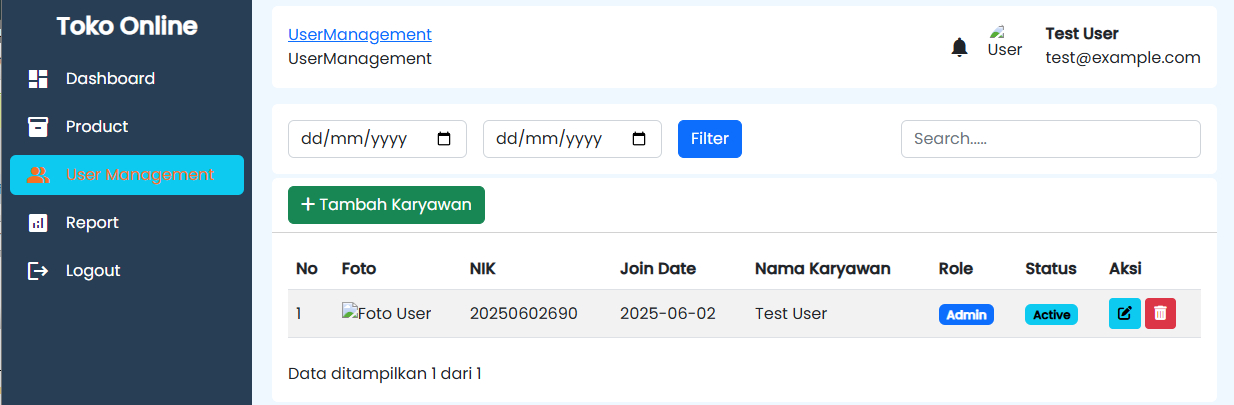 Toko Online
Dashboard
Product
User Management
Report
Logout
UserManagement
UserManagement
User
Test User
test@example.com
dd/mm/yyyy
dd/mm/yyyy
Filter
Search.....
+ Tambah Karyawan
No Foto NIK Join Date Nama Karyawan Role Status Aksi
1 Foto User 20250602690 2025-06-02 Test User Admin Active
Data ditampilkan 1 dari 1